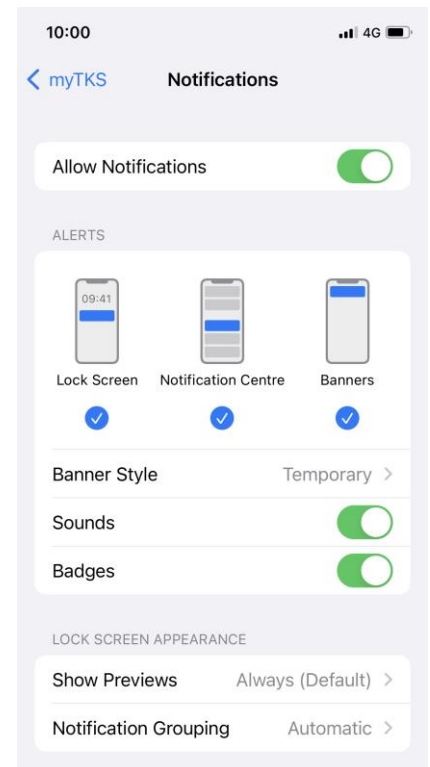 10:00 4G
myTKS Notifications
Allow Notifications
ALERTS
09:41
Lock Screen Notification Centre Banners
Banner Style Temporary
Sounds
Badges
LOCK SCREEN APPEARANCE
Show Previews Always (Default)
Notification Grouping Automatic